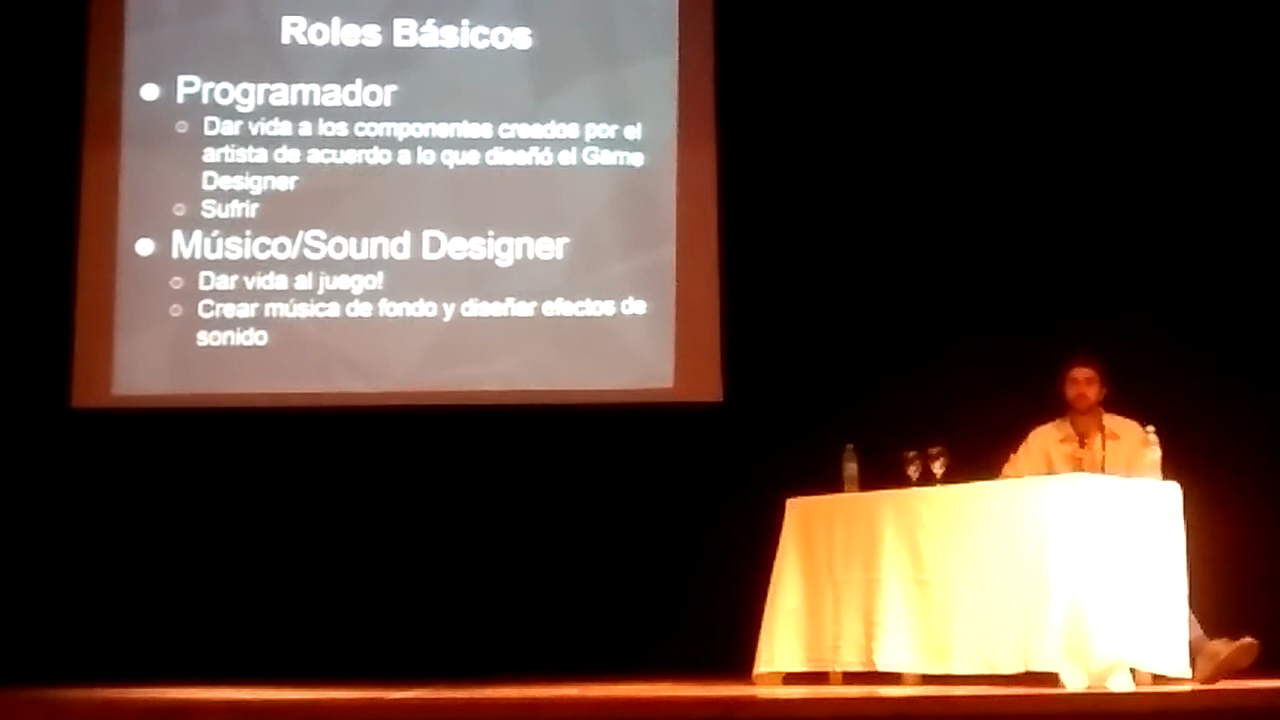 Roles Básicos
● Programador
○ Dar vida a los componentes creados por el
artista de acuerdo a lo que diseñó el Game
Designer
○ Sufrir
● Músico/Sound Designer
○ Dar vida al juego!
○ Crear música de fondo y diseñar efectos de
sonido